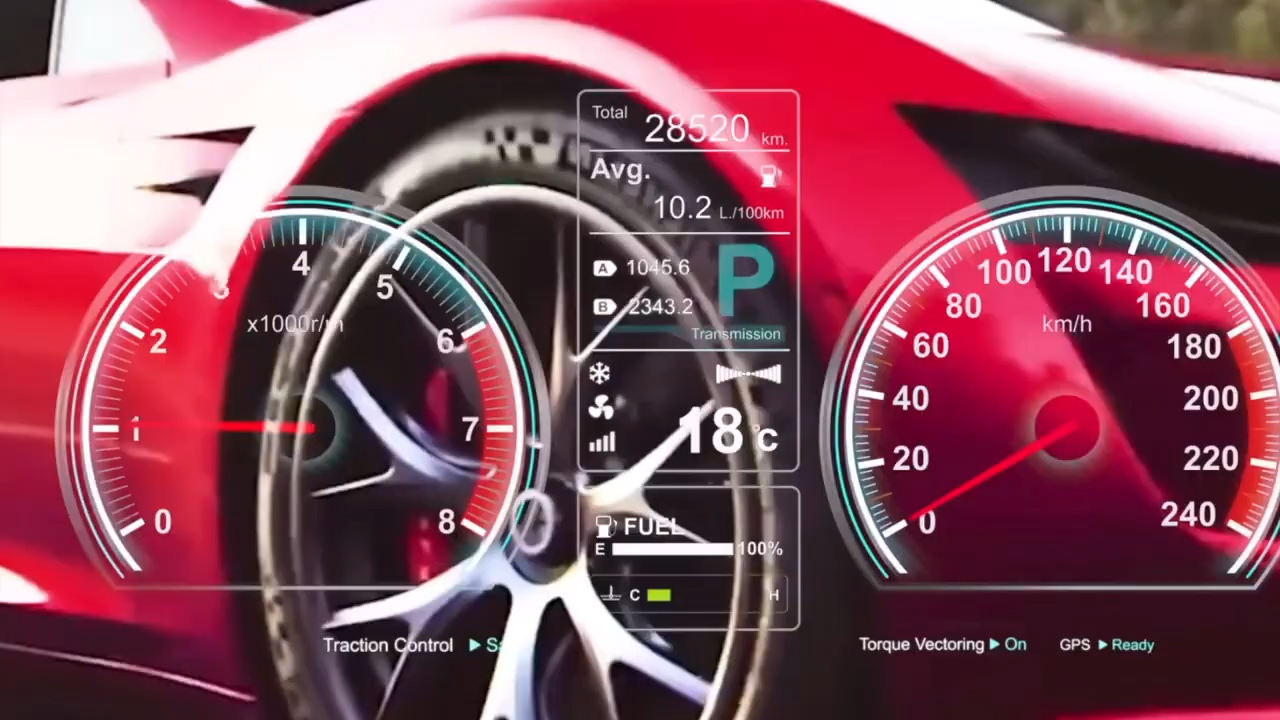 Total
28520 km.
Avg.
10.2 L./100km
A 1045.6
B 2343.2
P
Transmission
18°c
FUEL
E 100%
C H
0
1
2
3
4
5
6
7
8
x1000r/m
0
20
40
60
80
100
120
140
160
180
200
220
240
km/h
Traction Control
Torque Vectoring On
GPS Ready